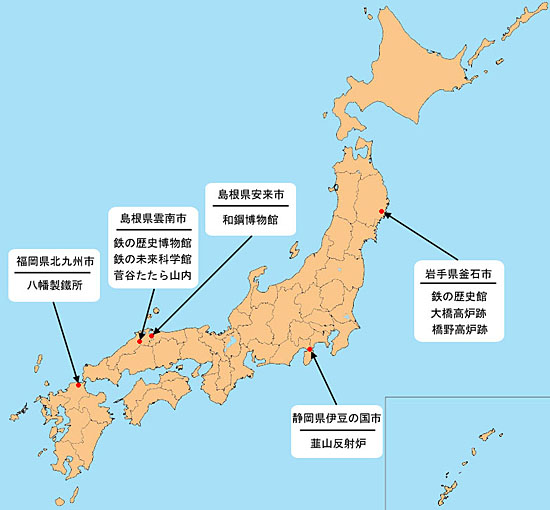 島根県安来市
和鋼博物館
島根県雲南市
鉄の歴史博物館
鉄の未来科学館
菅谷たたら山内
福岡県北九州市
八幡製鐵所
岩手県釜石市
鉄の歴史館
大橋高炉跡
橋野高炉跡
静岡県伊豆の国市
韮山反射炉